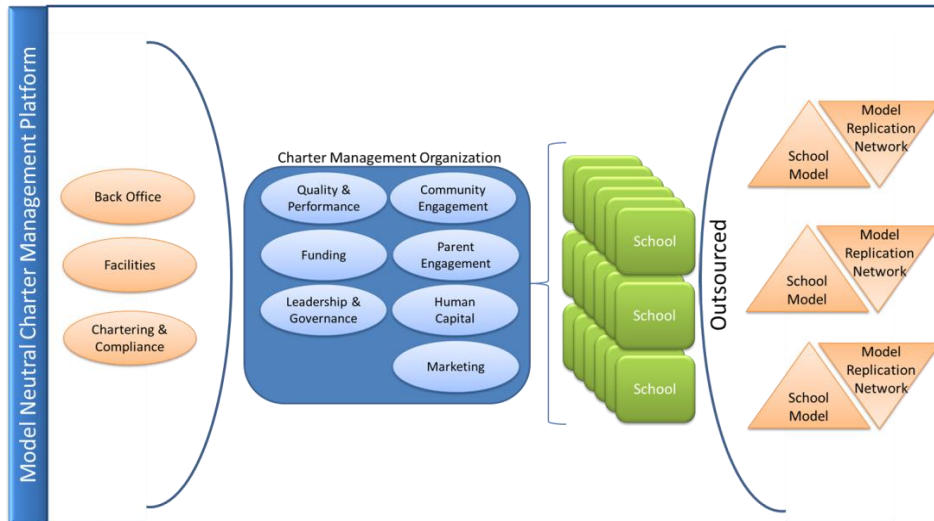 Model Neutral Charter Management Platform
Back Office
Facilities
Chartering &
Compliance
Charter Management Organization
Quality &
Performance
Community
Engagement
Funding
Parent
Engagement
Leadership &
Governance
Human
Capital
Marketing
School
School
School
Outsourced
School
Model
Model
Replication
Network
School
Model
Model
Replication
Network
School
Model
Model
Replication
Network